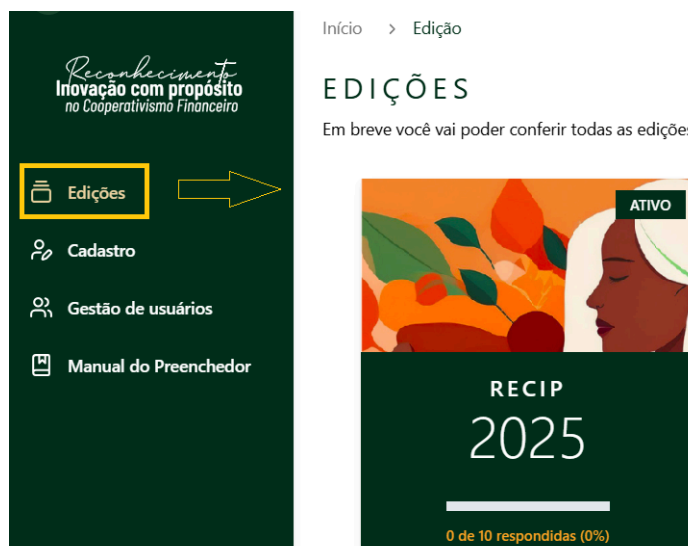 Reconhecimento
Inovação com propósito
no Cooperativismo Financeiro
Edições
Cadastro
Gestão de usuários
Manual do Preenchedor
Início > Edição
EDIÇÕES
Em breve você vai poder conferir todas as edições
ATIVO
RECIP
2025
0 de 10 respondidas (0%)